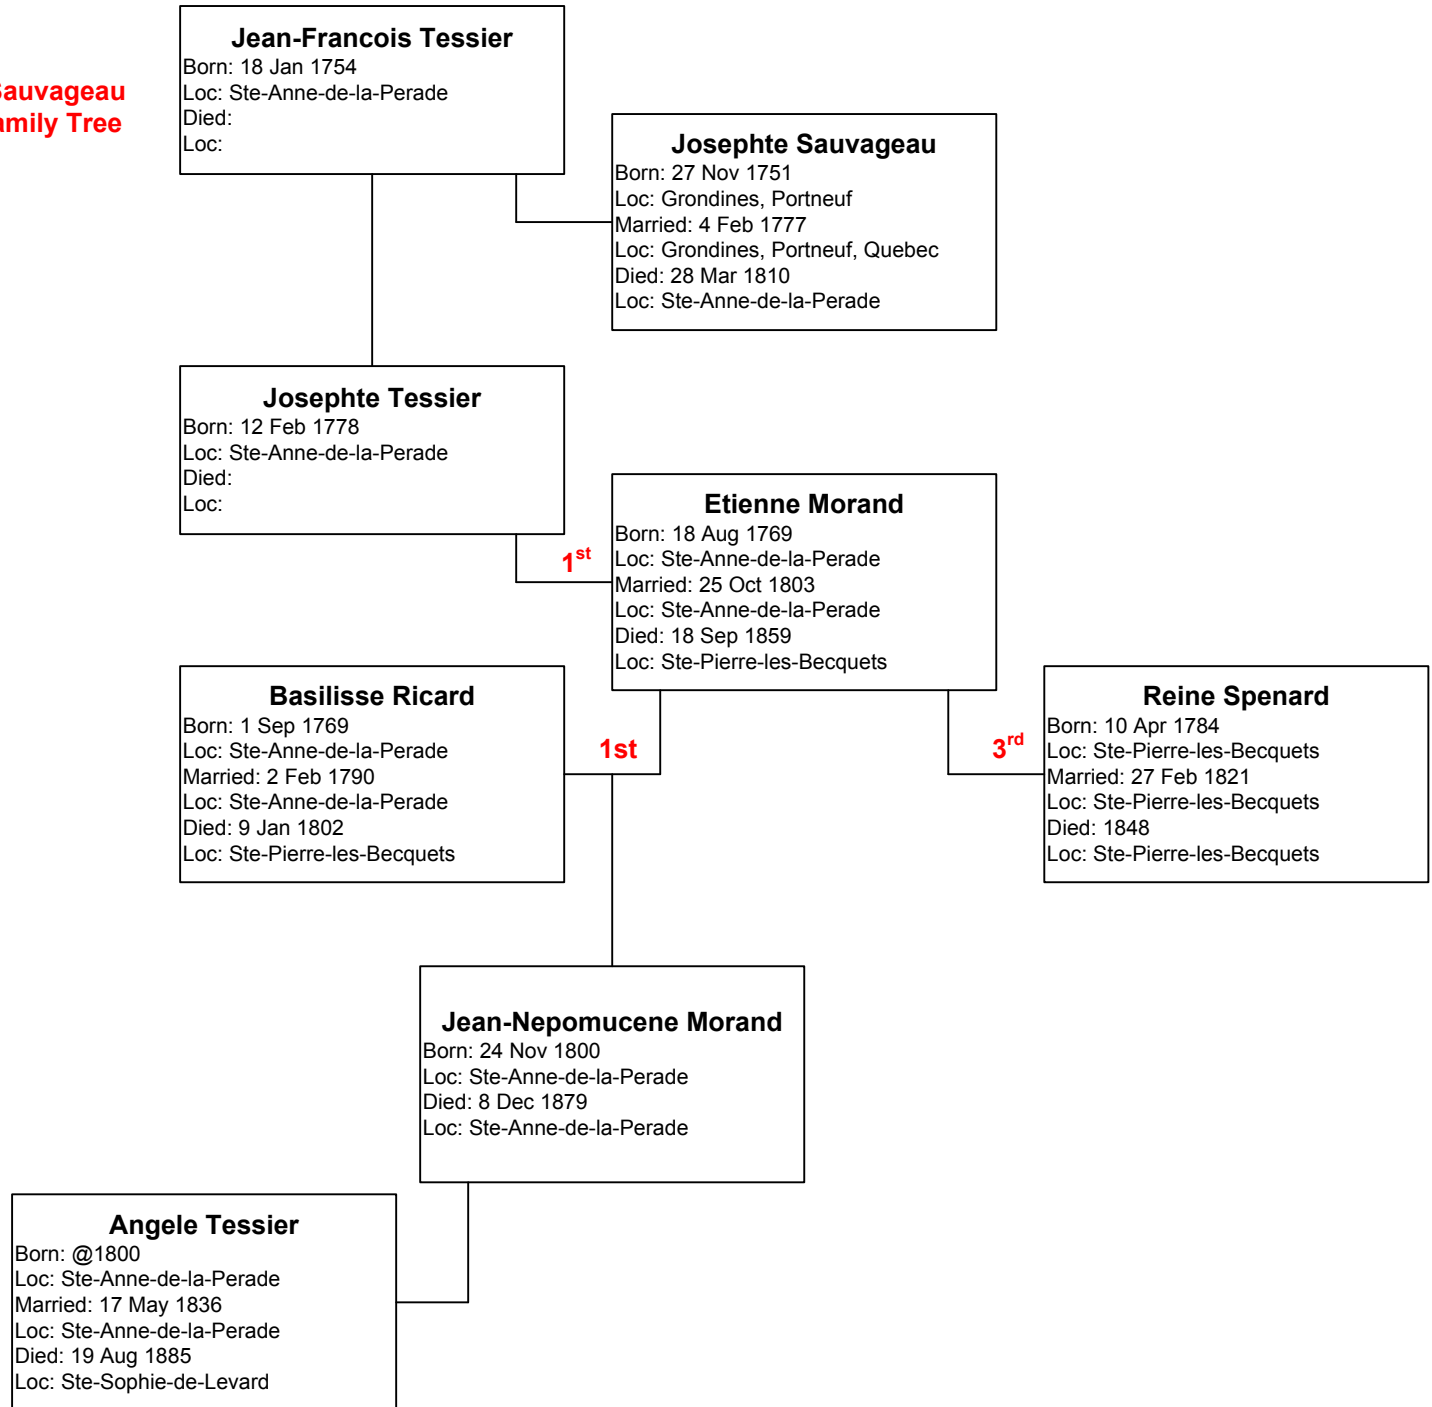 Sauvageau
Family Tree
Jean-Francois Tessier
Born: 18 Jan 1754
Loc: Ste-Anne-de-la-Perade
Died:
Loc:
Josephte Sauvageau
Born: 27 Nov 1751
Loc: Grondines, Portneuf
Married: 4 Feb 1777
Loc: Grondines, Portneuf, Quebec
Died: 28 Mar 1810
Loc: Ste-Anne-de-la-Perade
Josephte Tessier
Born: 12 Feb 1778
Loc: Ste-Anne-de-la-Perade
Died:
Loc:
1st
Etienne Morand
Born: 18 Aug 1769
Loc: Ste-Anne-de-la-Perade
Married: 25 Oct 1803
Loc: Ste-Anne-de-la-Perade
Died: 18 Sep 1859
Loc: Ste-Pierre-les-Becquets
Basilisse Ricard
Born: 1 Sep 1769
Loc: Ste-Anne-de-la-Perade
Married: 2 Feb 1790
Loc: Ste-Anne-de-la-Perade
Died: 9 Jan 1802
Loc: Ste-Pierre-les-Becquets
1st
3rd
Reine Spenard
Born: 10 Apr 1784
Loc: Ste-Pierre-les-Becquets
Married: 27 Feb 1821
Loc: Ste-Pierre-les-Becquets
Died: 1848
Loc: Ste-Pierre-les-Becquets
Jean-Nepomucene Morand
Born: 24 Nov 1800
Loc: Ste-Anne-de-la-Perade
Died: 8 Dec 1879
Loc: Ste-Anne-de-la-Perade
Angele Tessier
Born: @1800
Loc: Ste-Anne-de-la-Perade
Married: 17 May 1836
Loc: Ste-Anne-de-la-Perade
Died: 19 Aug 1885
Loc: Ste-Sophie-de-Levard